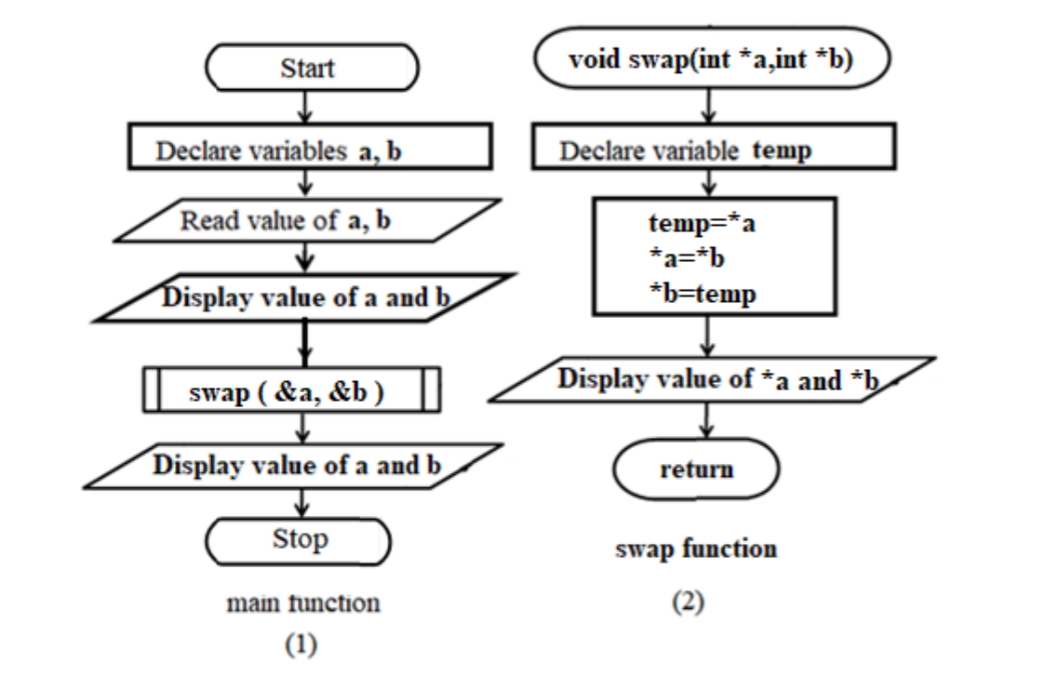 Start
Declare variables a, b
Read value of a, b
Display value of a and b
swap ( &a, &b )
Display value of a and b
Stop
main function
(1)
void swap(int *a,int *b)
Declare variable temp
temp=*a
*a=*b
*b=temp
Display value of *a and *b
return
swap function
(2)